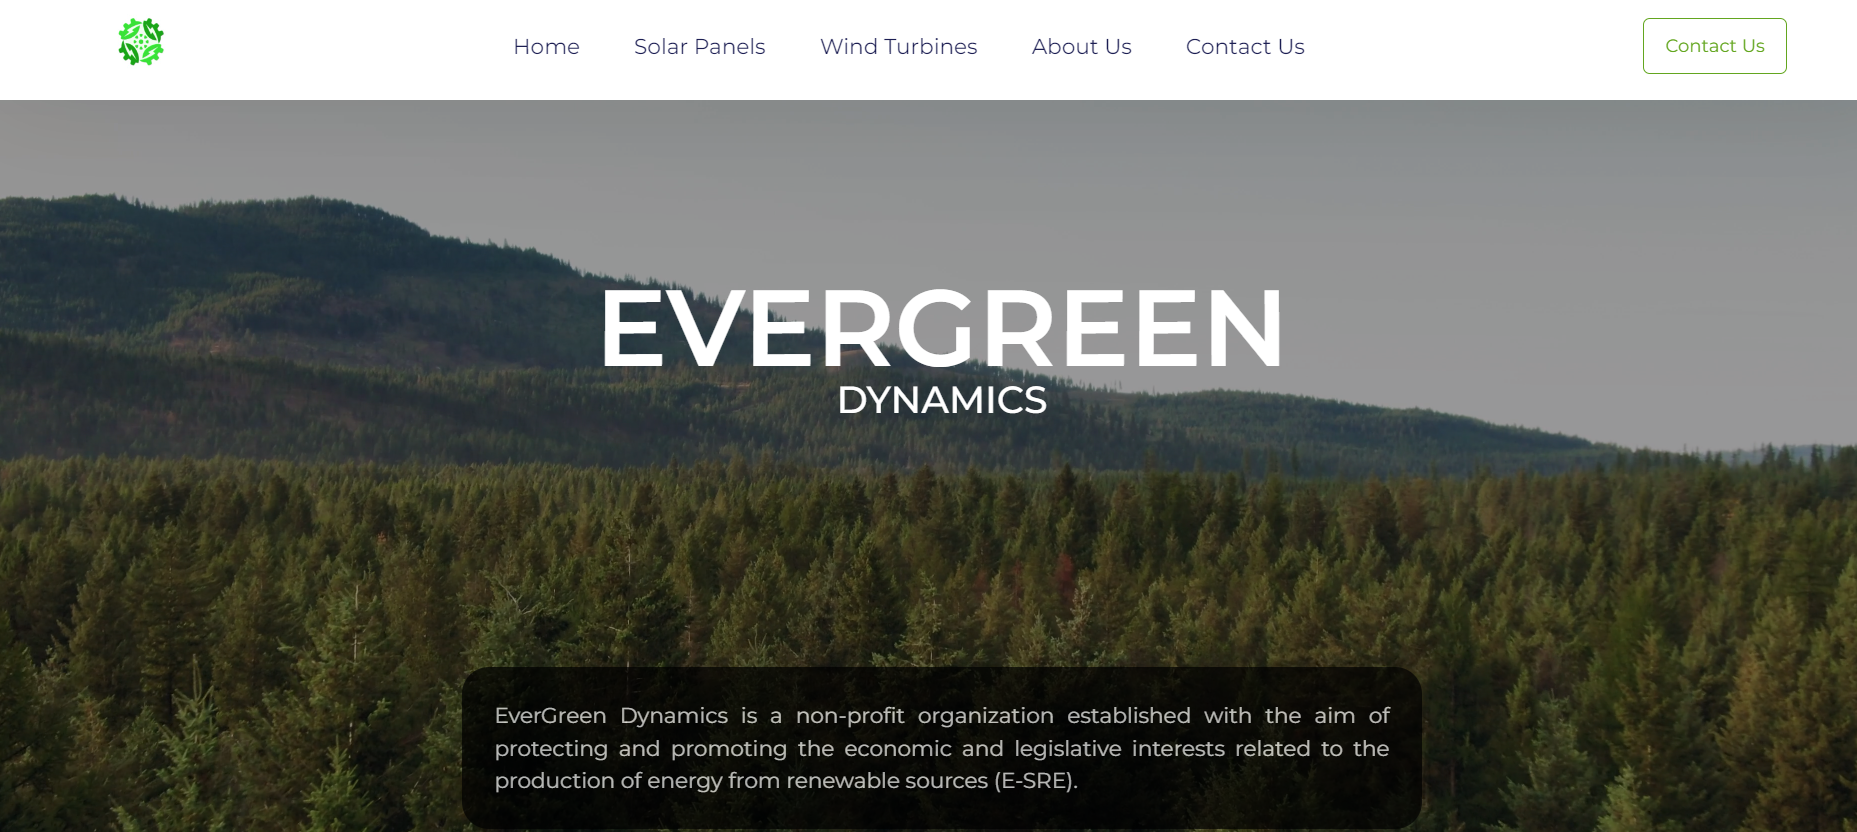 Home Solar Panels Wind Turbines About Us Contact Us Contact Us
EVERGREEN
DYNAMICS
EverGreen Dynamics is a non-profit organization established with the aim of
protecting and promoting the economic and legislative interests related to the
production of energy from renewable sources (E-SRE).